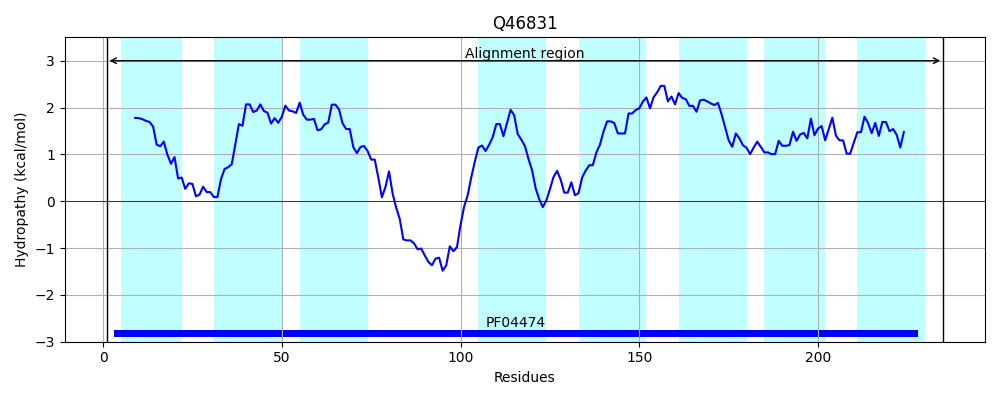 Q46831
Alignment region
3
2
1
0
−1
−2
−3
Hydropathy (kcal/mol)
PF04474
0 50 100 150 200
Residues